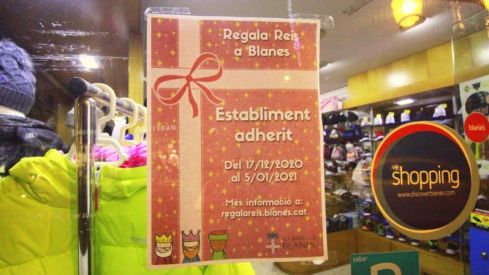 Regala Reis
a Blanes
Establiment
adherit
Del 17/12/2020
al 5/01/2021
Més informació a:
regalareis.blanes.cat
BLANES
Shopping
www.discoverblanes.com
blanes
saba